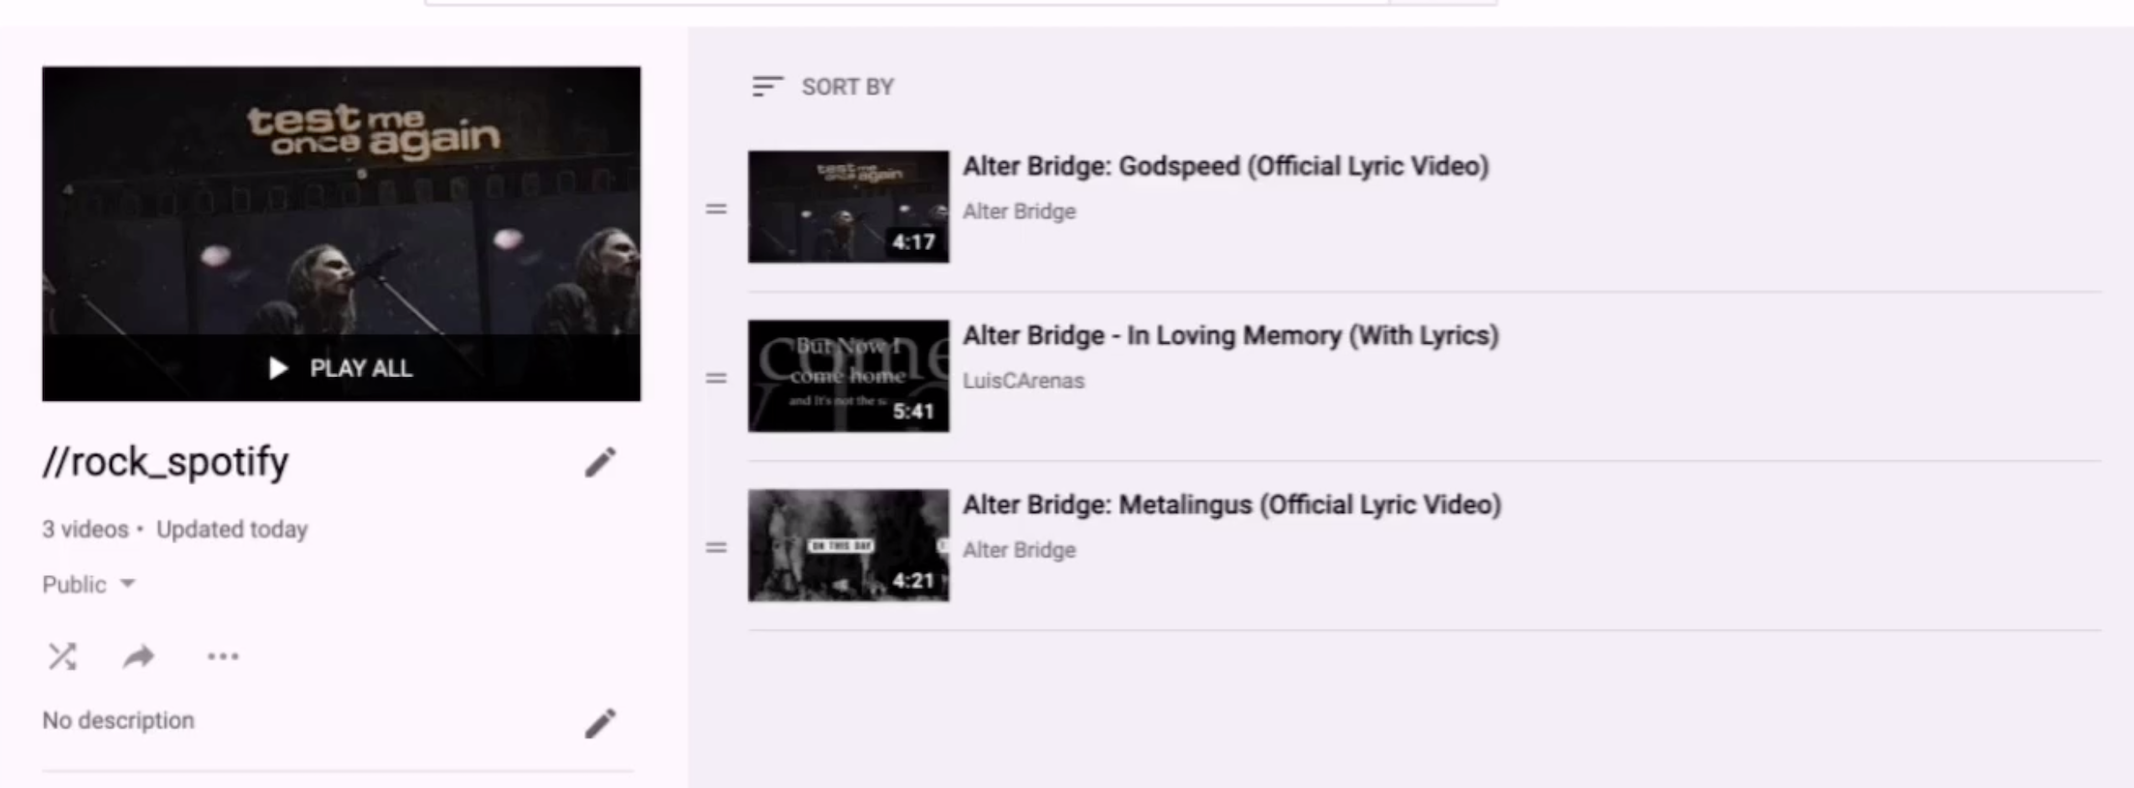 test me
once again
PLAY ALL
//rock_spotify
3 videos • Updated today
Public
No description
SORT BY
test me
once again
4:17
Alter Bridge: Godspeed (Official Lyric Video)
Alter Bridge
But Now I
come home
and It's not the
come
5:41
Alter Bridge - In Loving Memory (With Lyrics)
LuisCArenas
ON THIS DAY
4:21
Alter Bridge: Metalingus (Official Lyric Video)
Alter Bridge